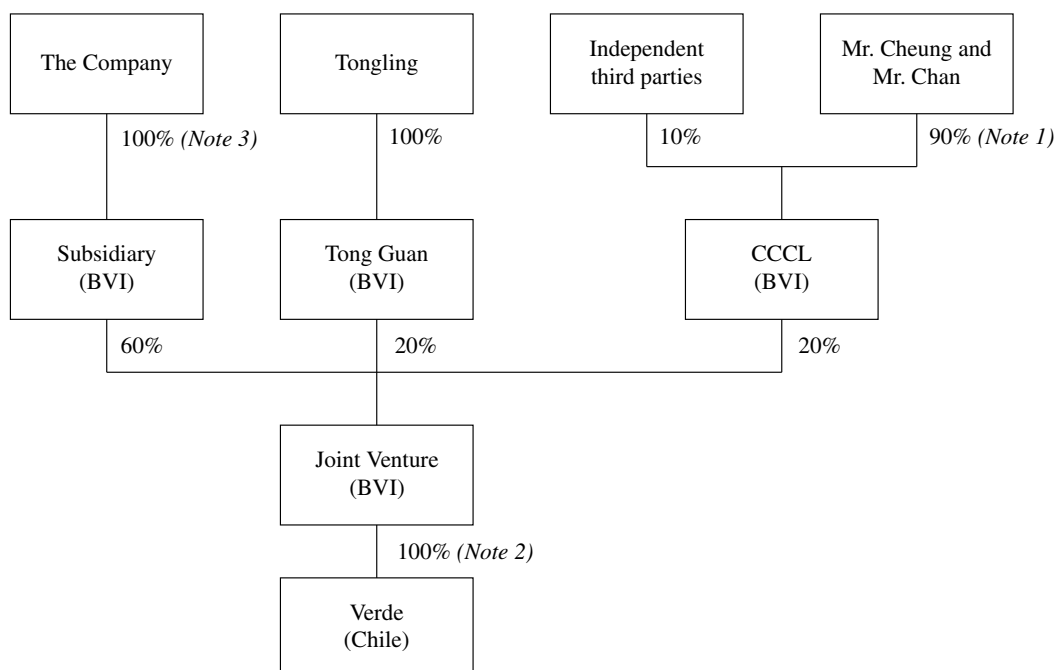 The Company
Tongling
Independent
third parties
Mr. Cheung and
Mr. Chan
100% (Note 3)
100%
10%
90% (Note 1)
Subsidiary
(BVI)
Tong Guan
(BVI)
CCCL
(BVI)
60%
20%
20%
Joint Venture
(BVI)
100% (Note 2)
Verde
(Chile)